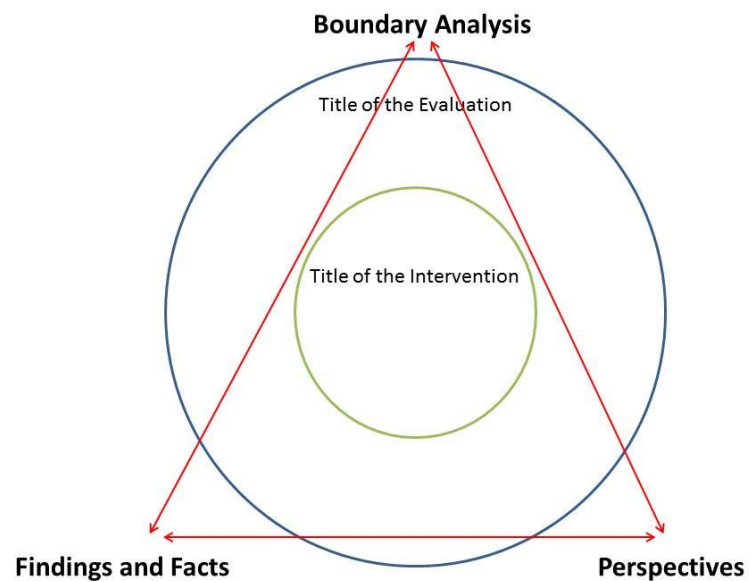 Boundary Analysis
Title of the Evaluation
Title of the Intervention
Findings and Facts
Perspectives